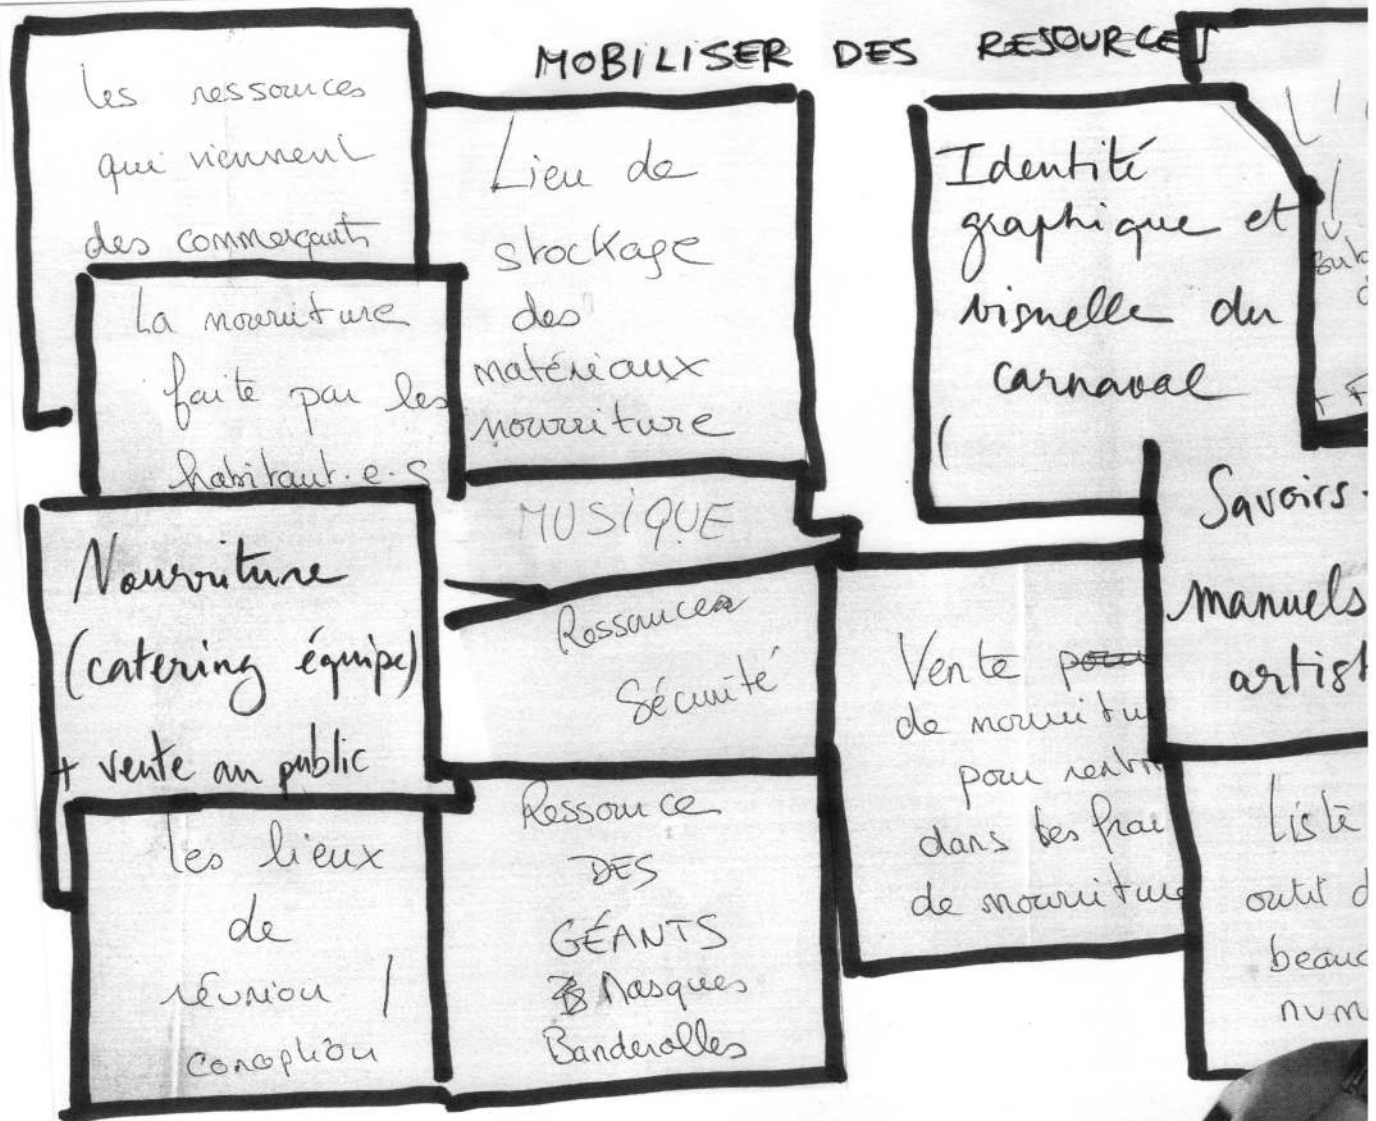 MOBILISER DES RESOURCES
les ressources
qui viennent
des commerçants
La nourriture
faite par les
habitant.e.s
Nourriture
(catering équipe)
+ vente au public
les lieux
de
réunion /
conception
Lieu de
stockage
des
matériaux
nourriture
MUSIQUE
Ressources
Sécurité
Ressource
DES
GÉANTS
Masques
Banderolles
Identité
graphique et
visuelle du
carnaval
(
Vente pour
de nourritu
pour rentr
dans les frai
de nourriture
L'
+ F
Savoirs-
manuels
artist
Liste
outil d
beauc
num